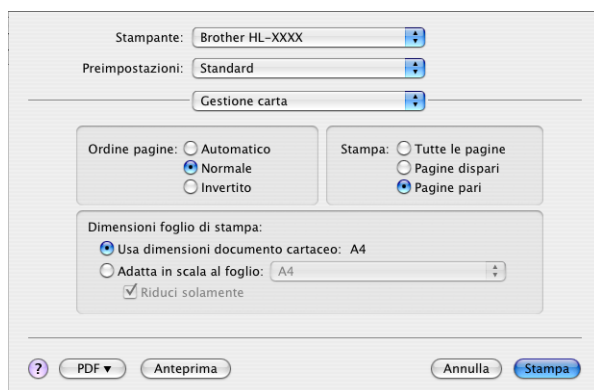 Stampante: Brother HL-XXXX
Preimpostazioni: Standard
Gestione carta
Ordine pagine: Automatico
Normale
Invertito
Stampa: Tutte le pagine
Pagine dispari
Pagine pari
Dimensioni foglio di stampa:
Usa dimensioni documento cartaceo: A4
Adatta in scala al foglio: A4
Riduci solamente
? PDF ▼ Anteprima Annulla Stampa